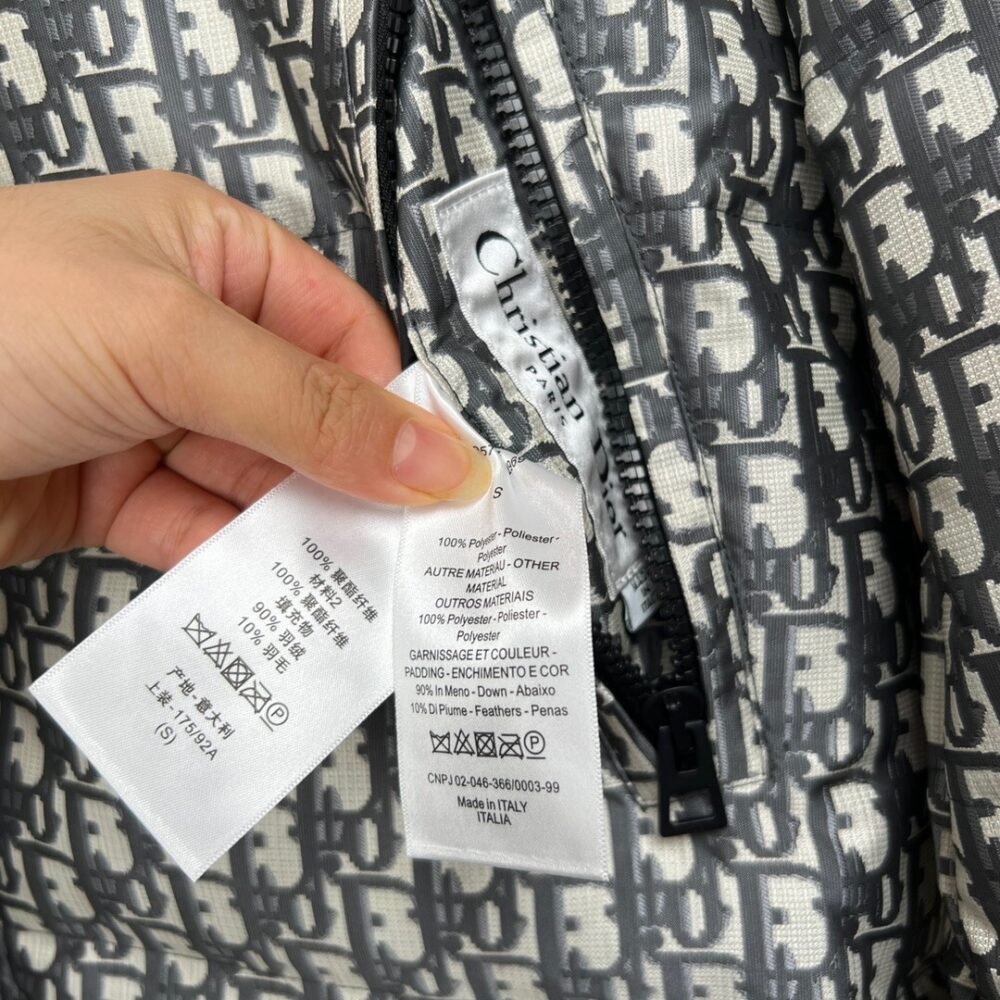 Christian Dior
PARIS
S
100% Polyester - Poliester -
Polyester
AUTRE MATERIAU - OTHER
MATERIAL
OUTROS MATERIAIS
100% Polyester - Poliester -
Polyester
GARNISSAGE ET COULEUR -
PADDING - ENCHIMENTO E COR
90% In Meno - Down - Abaixo
10% Di Piume - Feathers - Penas
CNPJ 02-046-366/0003-99
Made in ITALY
ITALIA
100% 聚酯纤维
材料2
100% 聚酯纤维
填充物
90% 羽绒
10% 羽毛
产地-意大利
上装-175/92A
(S)